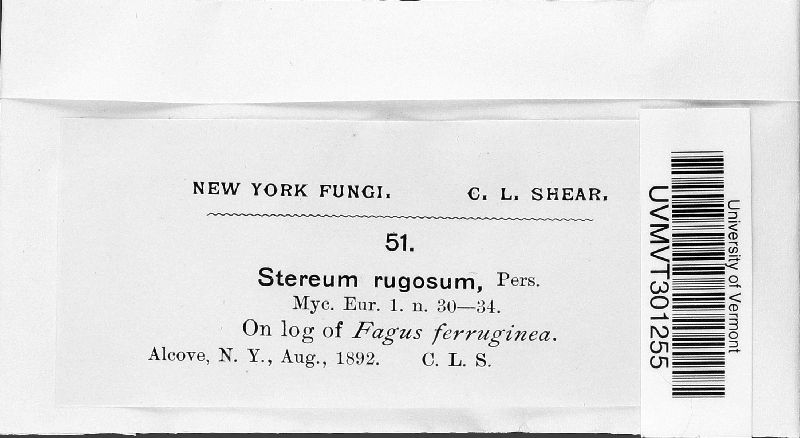 NEW YORK FUNGI. C. L. SHEAR.
51.
Stereum rugosum, Pers.
Myc. Eur. 1. n. 30—34.
On log of Fagus ferruginea.
Alcove, N. Y., Aug., 1892. C. L. S.
UVMVT301255
University of Vermont